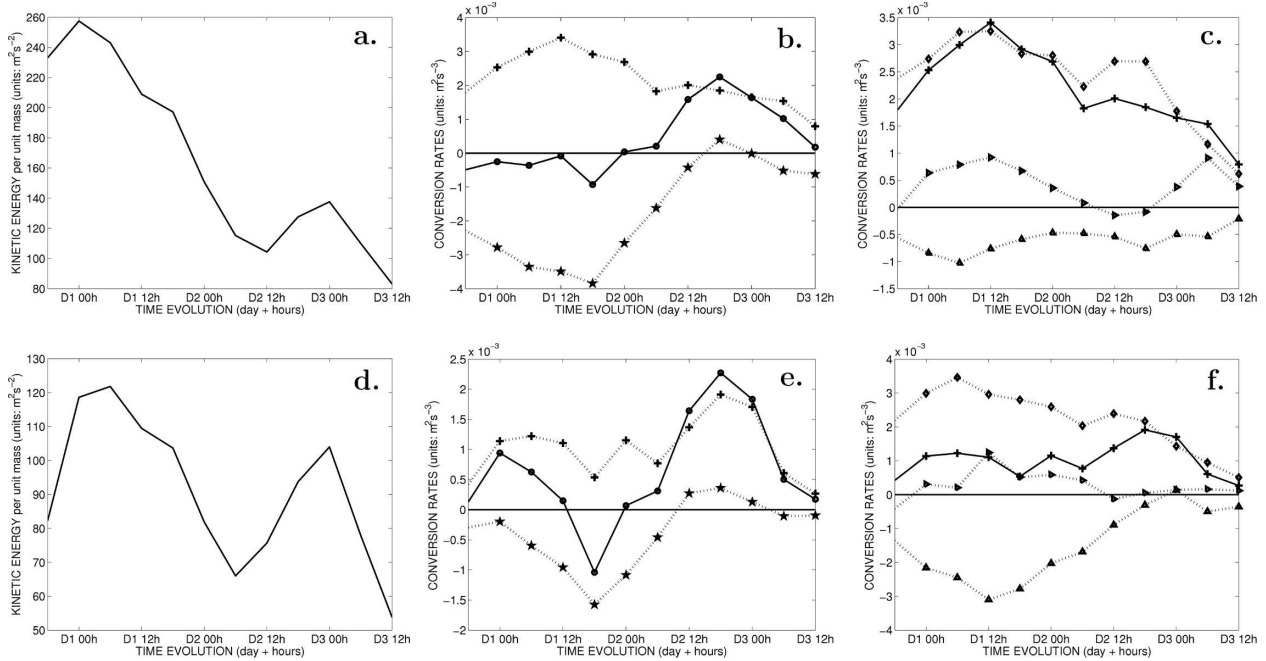 a.
KINETIC ENERGY per unit mass (units: m²s⁻²)
260
240
220
200
180
160
140
120
100
80
D1 00h D1 12h D2 00h D2 12h D3 00h D3 12h
TIME EVOLUTION (day + hours)
b.
CONVERSION RATES (units: m²s⁻³)
x 10⁻³
4
3
2
1
0
−1
−2
−3
−4
D1 00h D1 12h D2 00h D2 12h D3 00h D3 12h
TIME EVOLUTION (day + hours)
c.
CONVERSION RATES (units: m²s⁻³)
x 10⁻³
3.5
3
2.5
2
1.5
1
0.5
0
−0.5
−1
−1.5
D1 00h D1 12h D2 00h D2 12h D3 00h D3 12h
TIME EVOLUTION (day + hours)
d.
KINETIC ENERGY per unit mass (units: m²s⁻²)
130
120
110
100
90
80
70
60
50
D1 00h D1 12h D2 00h D2 12h D3 00h D3 12h
TIME EVOLUTION (day + hours)
e.
CONVERSION RATES (units: m²s⁻³)
x 10⁻³
2.5
2
1.5
1
0.5
0
−0.5
−1
−1.5
−2
D1 00h D1 12h D2 00h D2 12h D3 00h D3 12h
TIME EVOLUTION (day + hours)
f.
CONVERSION RATES (units: m²s⁻³)
x 10⁻³
4
3
2
1
0
−1
−2
−3
−4
D1 00h D1 12h D2 00h D2 12h D3 00h D3 12h
TIME EVOLUTION (day + hours)